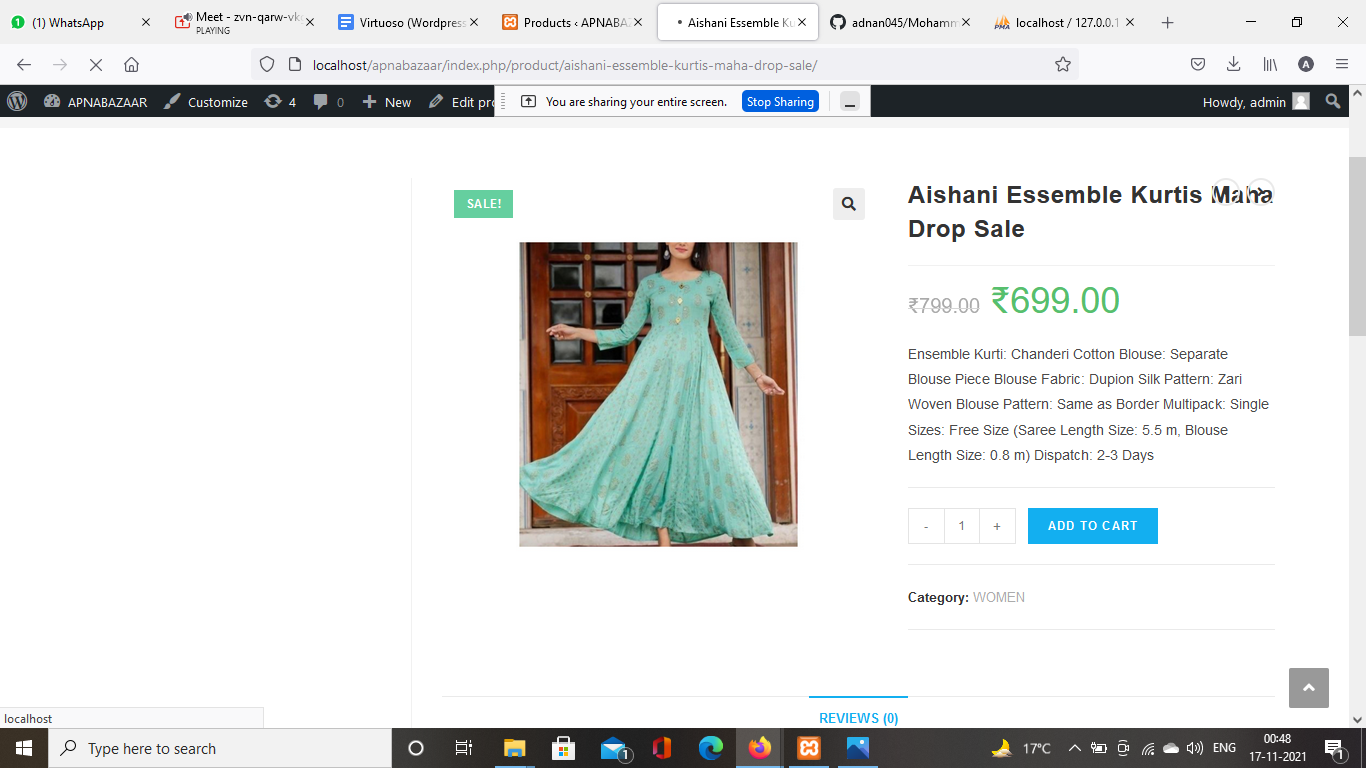 (1) WhatsApp
Meet - zvn-qarw-vk
PLAYING
Virtuoso (Wordpress
Products ‹ APNABAZ
Aishani Essemble Ku
adnan045/Mohamm
localhost / 127.0.0.1
localhost/apnabazaar/index.php/product/aishani-essemble-kurtis-maha-drop-sale/
APNABAZAAR
Customize
4
0
New
Edit pr
You are sharing your entire screen.
Stop Sharing
Howdy, admin
SALE!
Aishani Essemble Kurtis Maha
Drop Sale
₹799.00 ₹699.00
Ensemble Kurti: Chanderi Cotton Blouse: Separate
Blouse Piece Blouse Fabric: Dupion Silk Pattern: Zari
Woven Blouse Pattern: Same as Border Multipack: Single
Sizes: Free Size (Saree Length Size: 5.5 m, Blouse
Length Size: 0.8 m) Dispatch: 2-3 Days
- 1 +
ADD TO CART
Category: WOMEN
REVIEWS (0)
localhost
Type here to search
1
17°C
ENG
00:48
17-11-2021
1